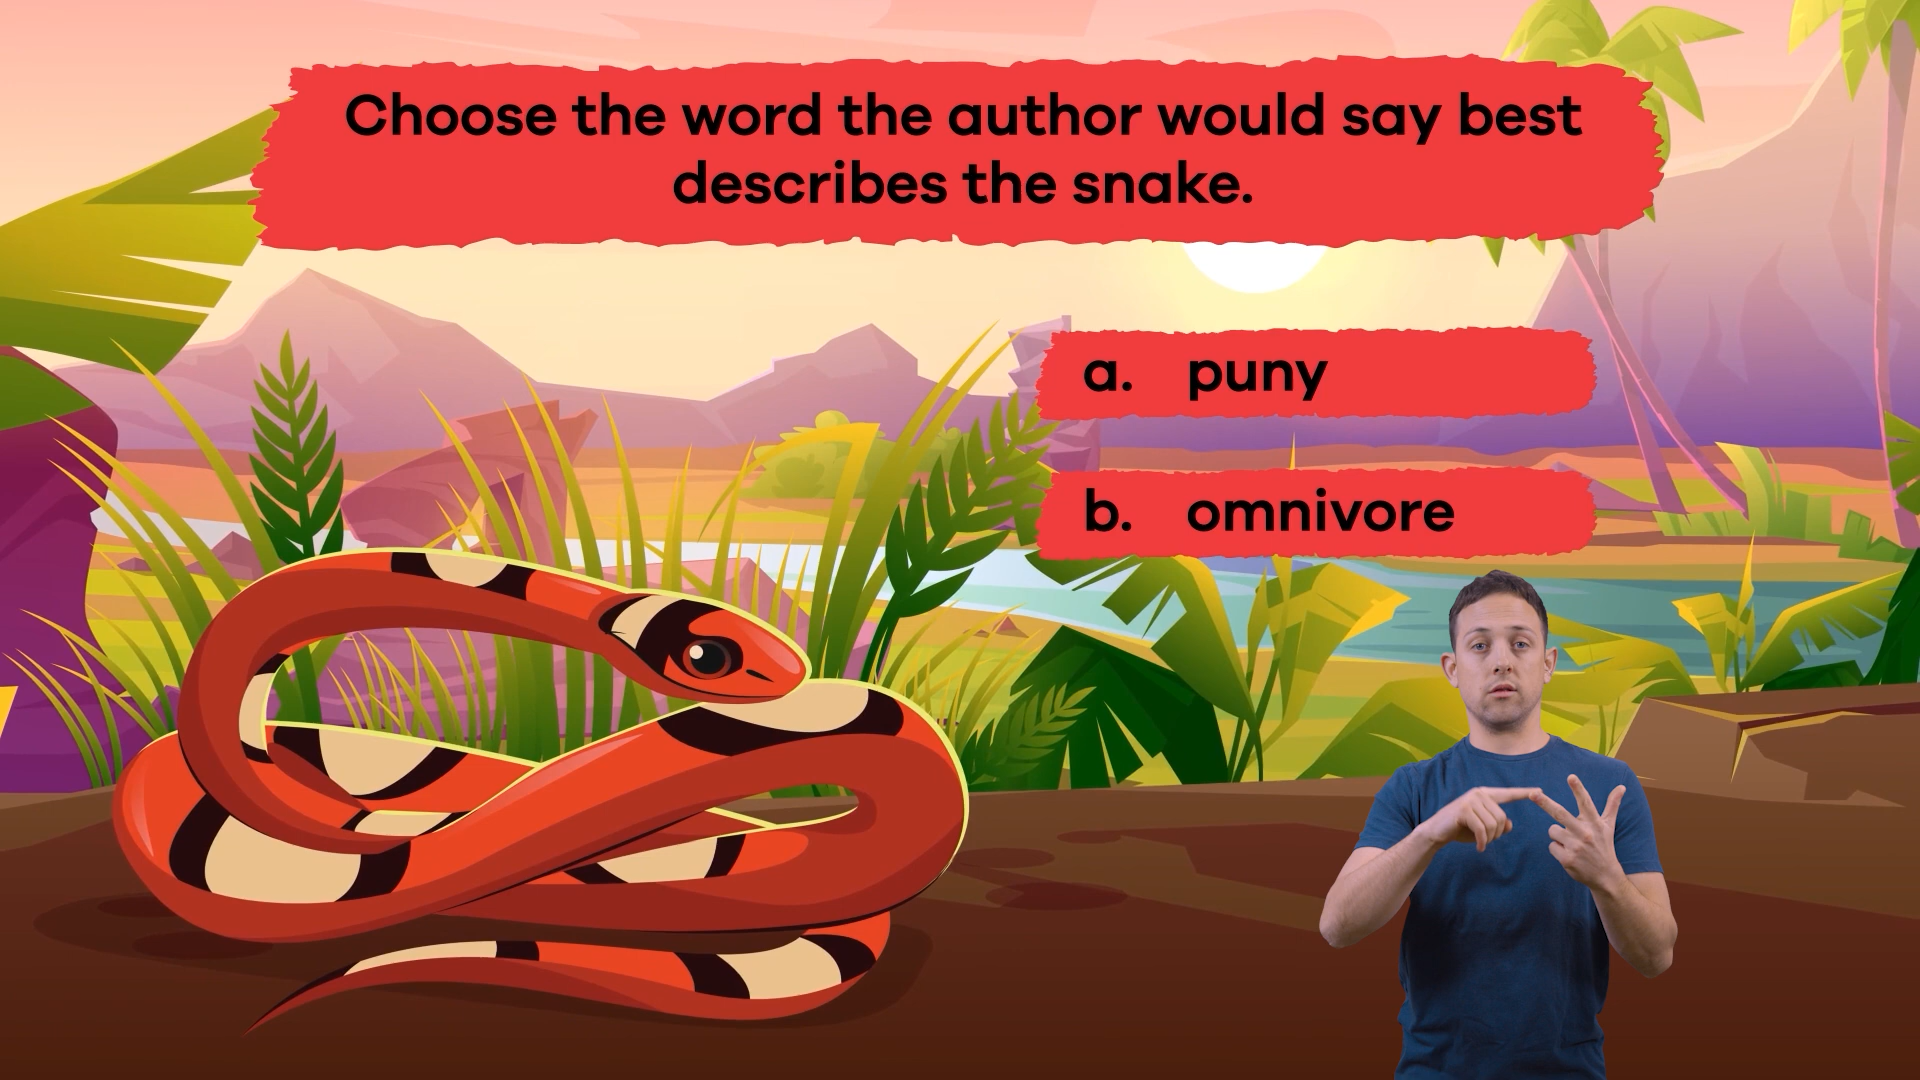 Choose the word the author would say best
describes the snake.
a. puny
b. omnivore